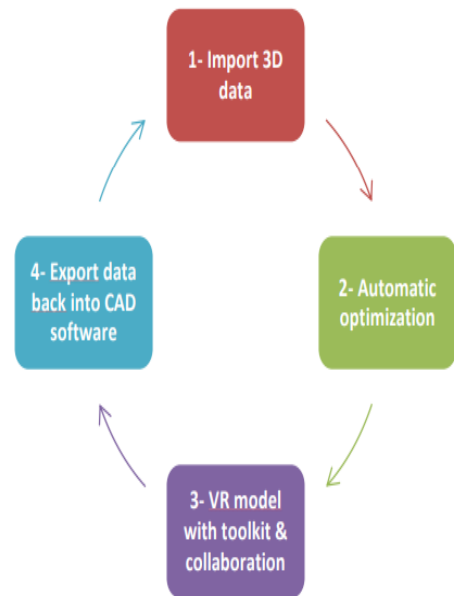 1- Import 3D
data
2- Automatic
optimization
3- VR model
with toolkit &
collaboration
4- Export data
back into CAD
software